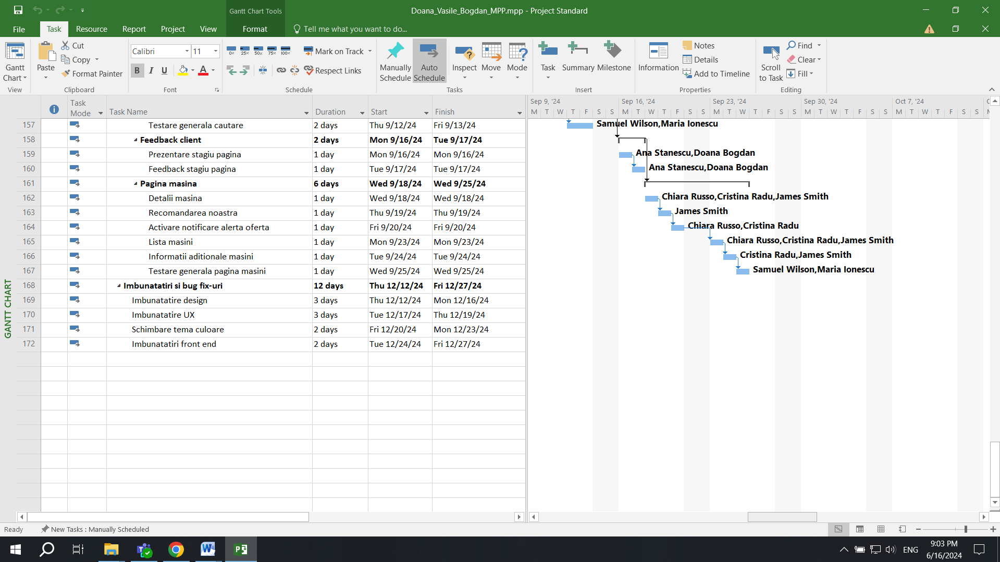 Gantt Chart Tools
Doana_Vasile_Bogdan_MPP.mpp - Project Standard
File Task Resource Report Project View Format Tell me what you want to do...
Gantt Chart
Paste
Cut
Copy
Format Painter
Calibri 11
B I U A
0% 25% 50% 75% 100%
Mark on Track
Respect Links
Manually Schedule
Auto Schedule
Inspect
Move
Mode
Task
Summary
Milestone
Information
Notes
Details
Add to Timeline
Scroll to Task
Find
Clear
Fill
View Clipboard Font Schedule Tasks Insert Properties Editing
Task Mode Task Name Duration Start Finish
Sep 9, '24 Sep 16, '24 Sep 23, '24 Sep 30, '24 Oct 7, '24
M T W T F S S M T W T F S S M T W T F S S M T W T F S S M T W T F S S
157 Testare generala cautare 2 days Thu 9/12/24 Fri 9/13/24 Samuel Wilson,Maria Ionescu
158 Feedback client 2 days Mon 9/16/24 Tue 9/17/24
159 Prezentare stagiu pagina 1 day Mon 9/16/24 Mon 9/16/24 Ana Stanescu,Doana Bogdan
160 Feedback stagiu pagina 1 day Tue 9/17/24 Tue 9/17/24 Ana Stanescu,Doana Bogdan
161 Pagina masina 6 days Wed 9/18/24 Wed 9/25/24
162 Detalii masina 1 day Wed 9/18/24 Wed 9/18/24 Chiara Russo,Cristina Radu,James Smith
163 Recomandarea noastra 1 day Thu 9/19/24 Thu 9/19/24 James Smith
164 Activare notificare alerta oferta 1 day Fri 9/20/24 Fri 9/20/24 Chiara Russo,Cristina Radu
165 Lista masini 1 day Mon 9/23/24 Mon 9/23/24 Chiara Russo,Cristina Radu,James Smith
166 Informatii aditionale masini 1 day Tue 9/24/24 Tue 9/24/24 Cristina Radu,James Smith
167 Testare generala pagina masini 1 day Wed 9/25/24 Wed 9/25/24 Samuel Wilson,Maria Ionescu
168 Imbunatatiri si bug fix-uri 12 days Thu 12/12/24 Fri 12/27/24
169 Imbunatatire design 3 days Thu 12/12/24 Mon 12/16/24
170 Imbunatatire UX 3 days Tue 12/17/24 Thu 12/19/24
171 Schimbare tema culoare 2 days Fri 12/20/24 Mon 12/23/24
172 Imbunatatiri front end 2 days Tue 12/24/24 Fri 12/27/24
GANTT CHART
Ready New Tasks : Manually Scheduled
ENG
9:03 PM
6/16/2024